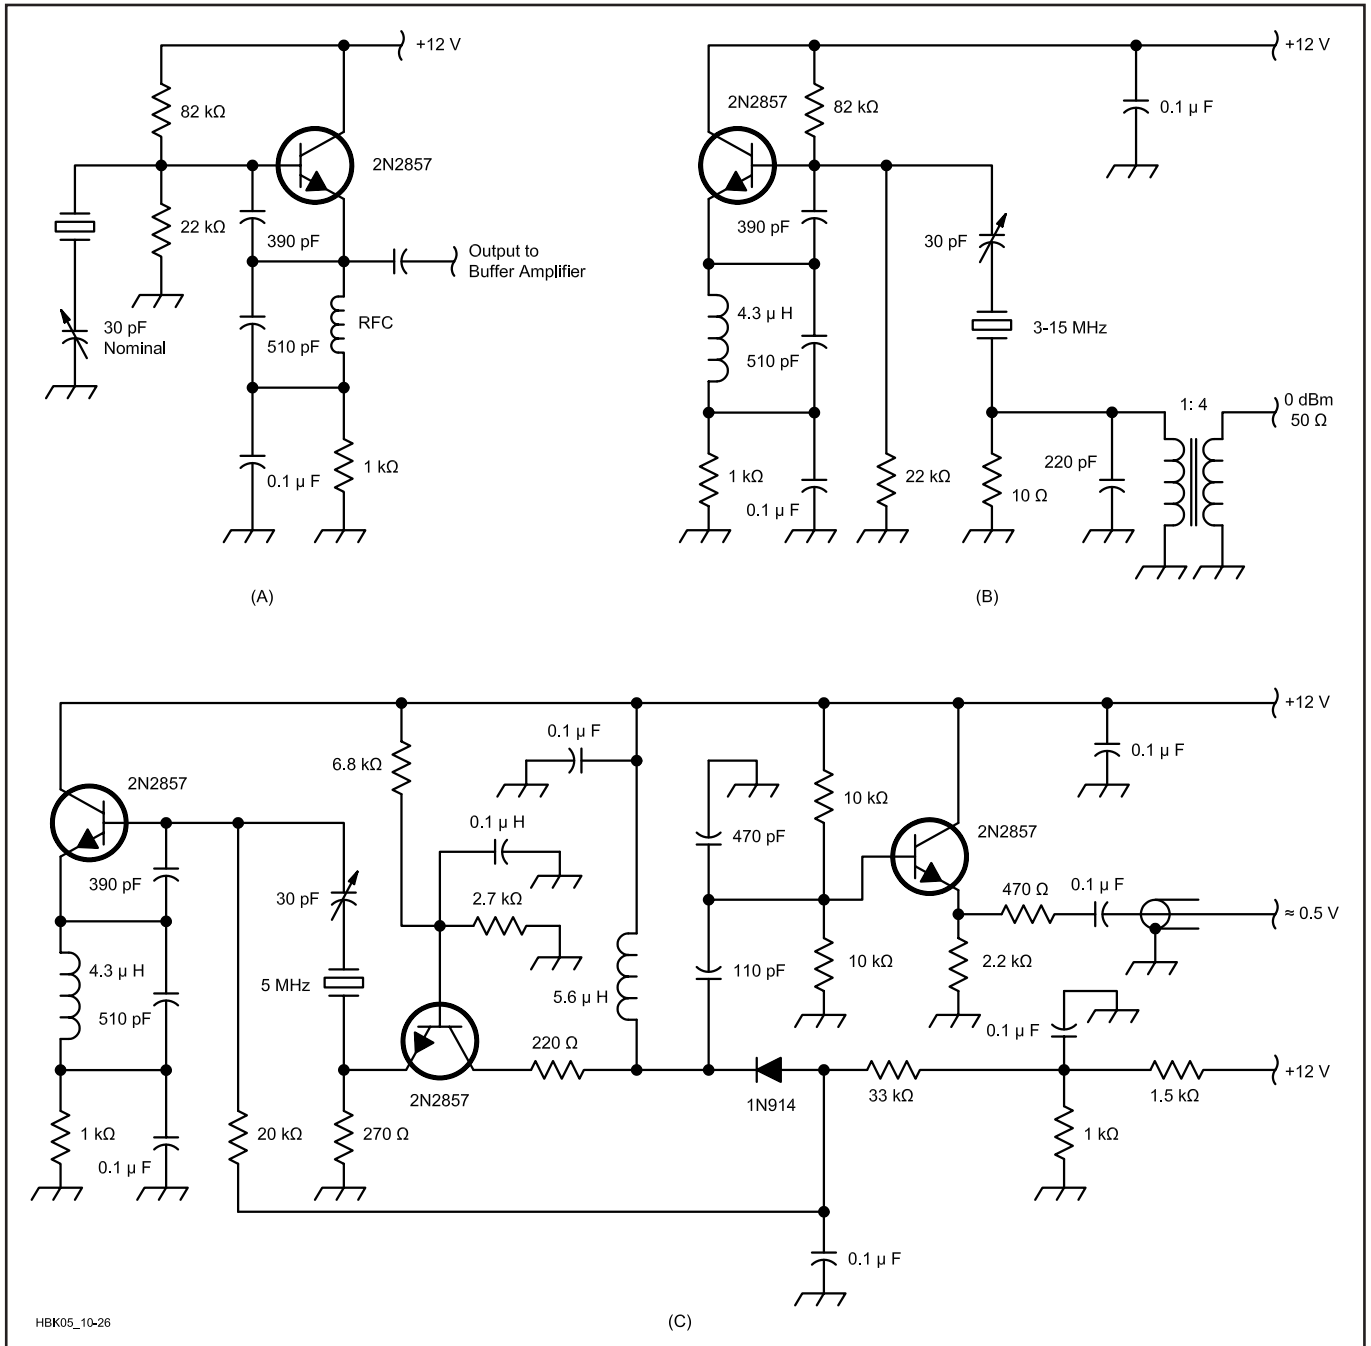 +12 V
82 kΩ
2N2857
22 kΩ
390 pF
Output to
Buffer Amplifier
30 pF
Nominal
510 pF
RFC
0.1 µ F
1 kΩ
(A)
+12 V
2N2857
82 kΩ
0.1 µ F
390 pF
30 pF
4.3 µ H
510 pF
3-15 MHz
1: 4
0 dBm
50 Ω
1 kΩ
0.1 µ F
22 kΩ
10 Ω
220 pF
(B)
+12 V
0.1 µ F
6.8 kΩ
0.1 µ F
2N2857
10 kΩ
0.1 µ H
470 pF
2N2857
390 pF
30 pF
2.7 kΩ
470 Ω
0.1 µ F
≈ 0.5 V
4.3 µ H
510 pF
5 MHz
5.6 µ H
110 pF
10 kΩ
2.2 kΩ
0.1 µ F
220 Ω
2N2857
1N914
33 kΩ
1.5 kΩ
+12 V
1 kΩ
0.1 µ F
20 kΩ
270 Ω
1 kΩ
0.1 µ F
HBK05_10-26
(C)